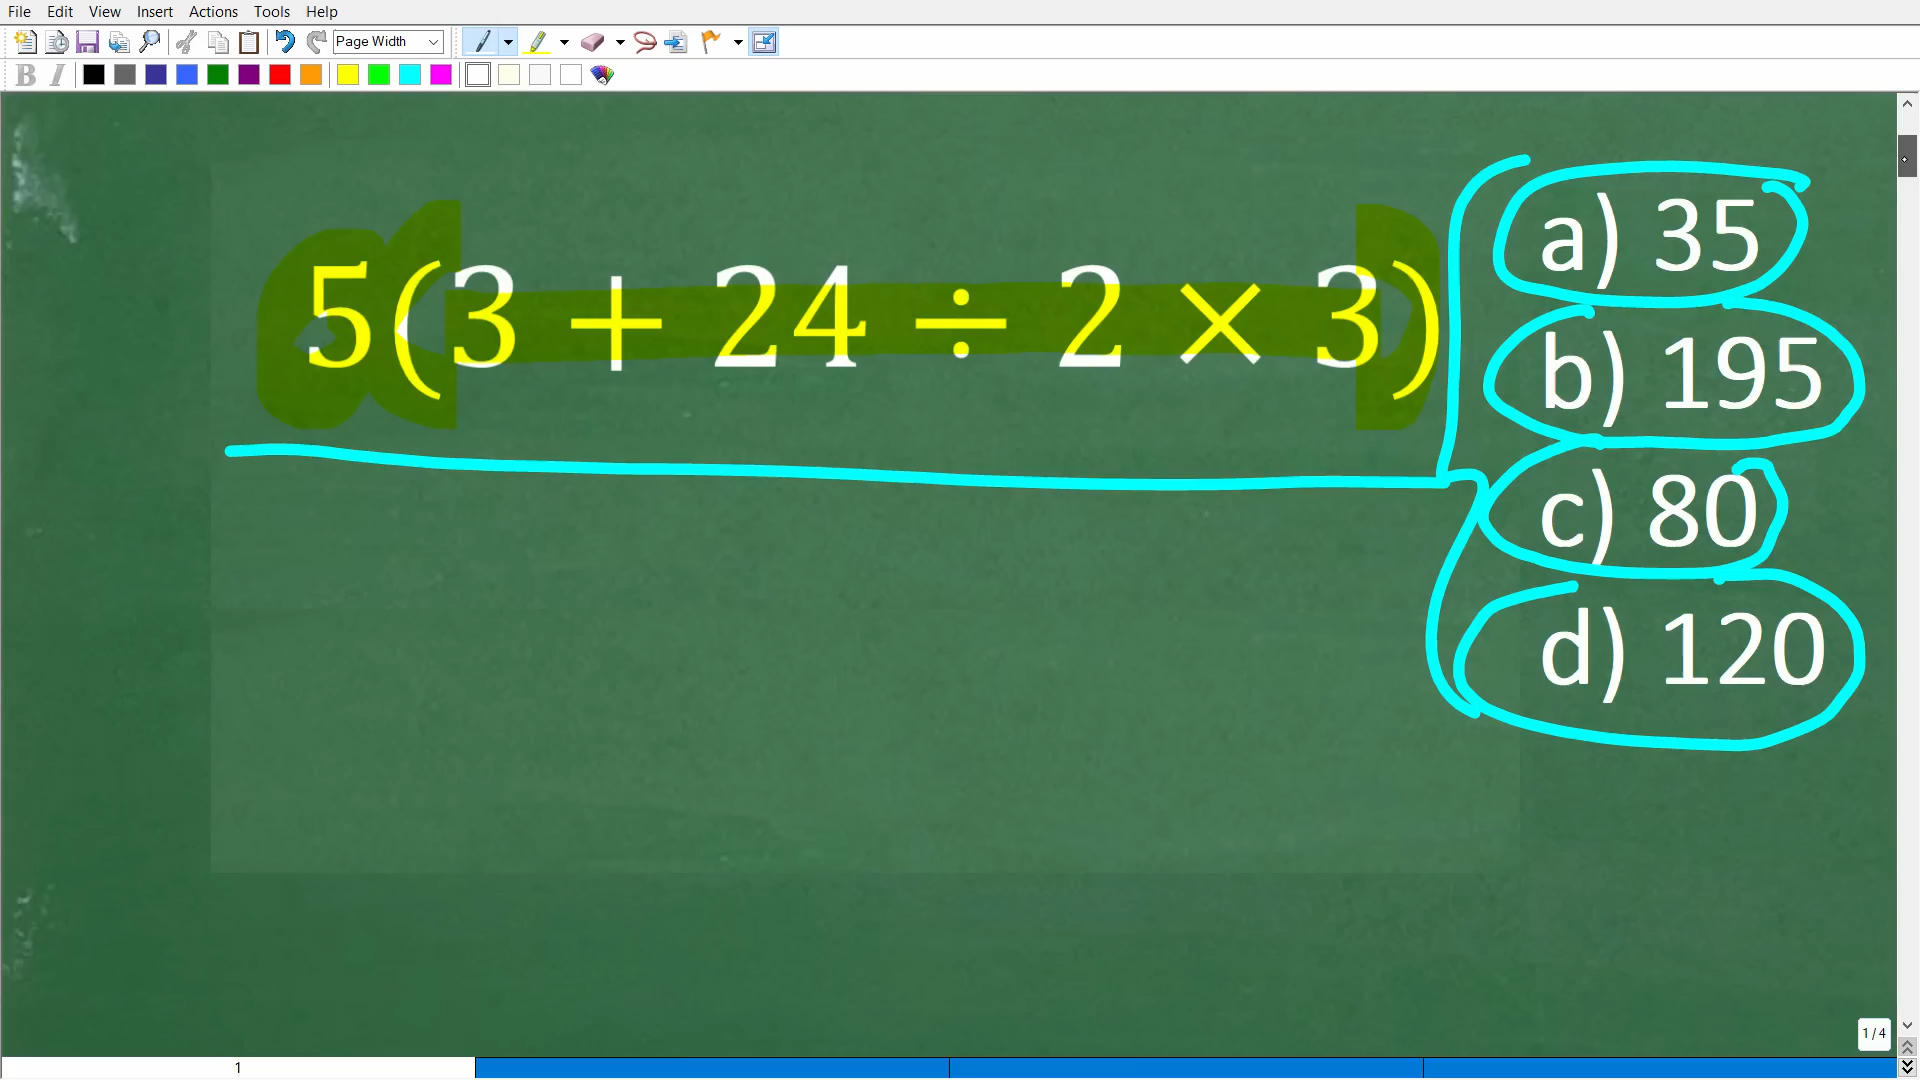 File Edit View Insert Actions Tools Help
Page Width
B I
5(3 + 24 ÷ 2 × 3)
a) 35
b) 195
c) 80
d) 120
1 / 4
1